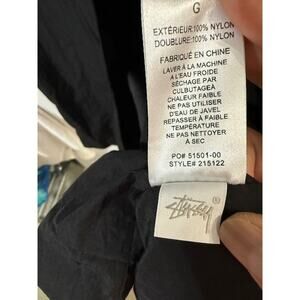 G
EXTÉRIEUR:100% NYLON
DOUBLURE:100% NYLON
FABRIQUÉ EN CHINE
LAVER À LA MACHINE
A L'EAU FROIDE
SÉCHAGE PAR
CULBUTAGEA
CHALEUR FAIBLE
NE PAS UTILISER
D'EAU DE JAVEL
REPASSER À FAIBLE
TEMPÉRATURE
NE PAS NETTOYER
À SEC
PO# 51501-00
STYLE# 215122
STÜSSY ®